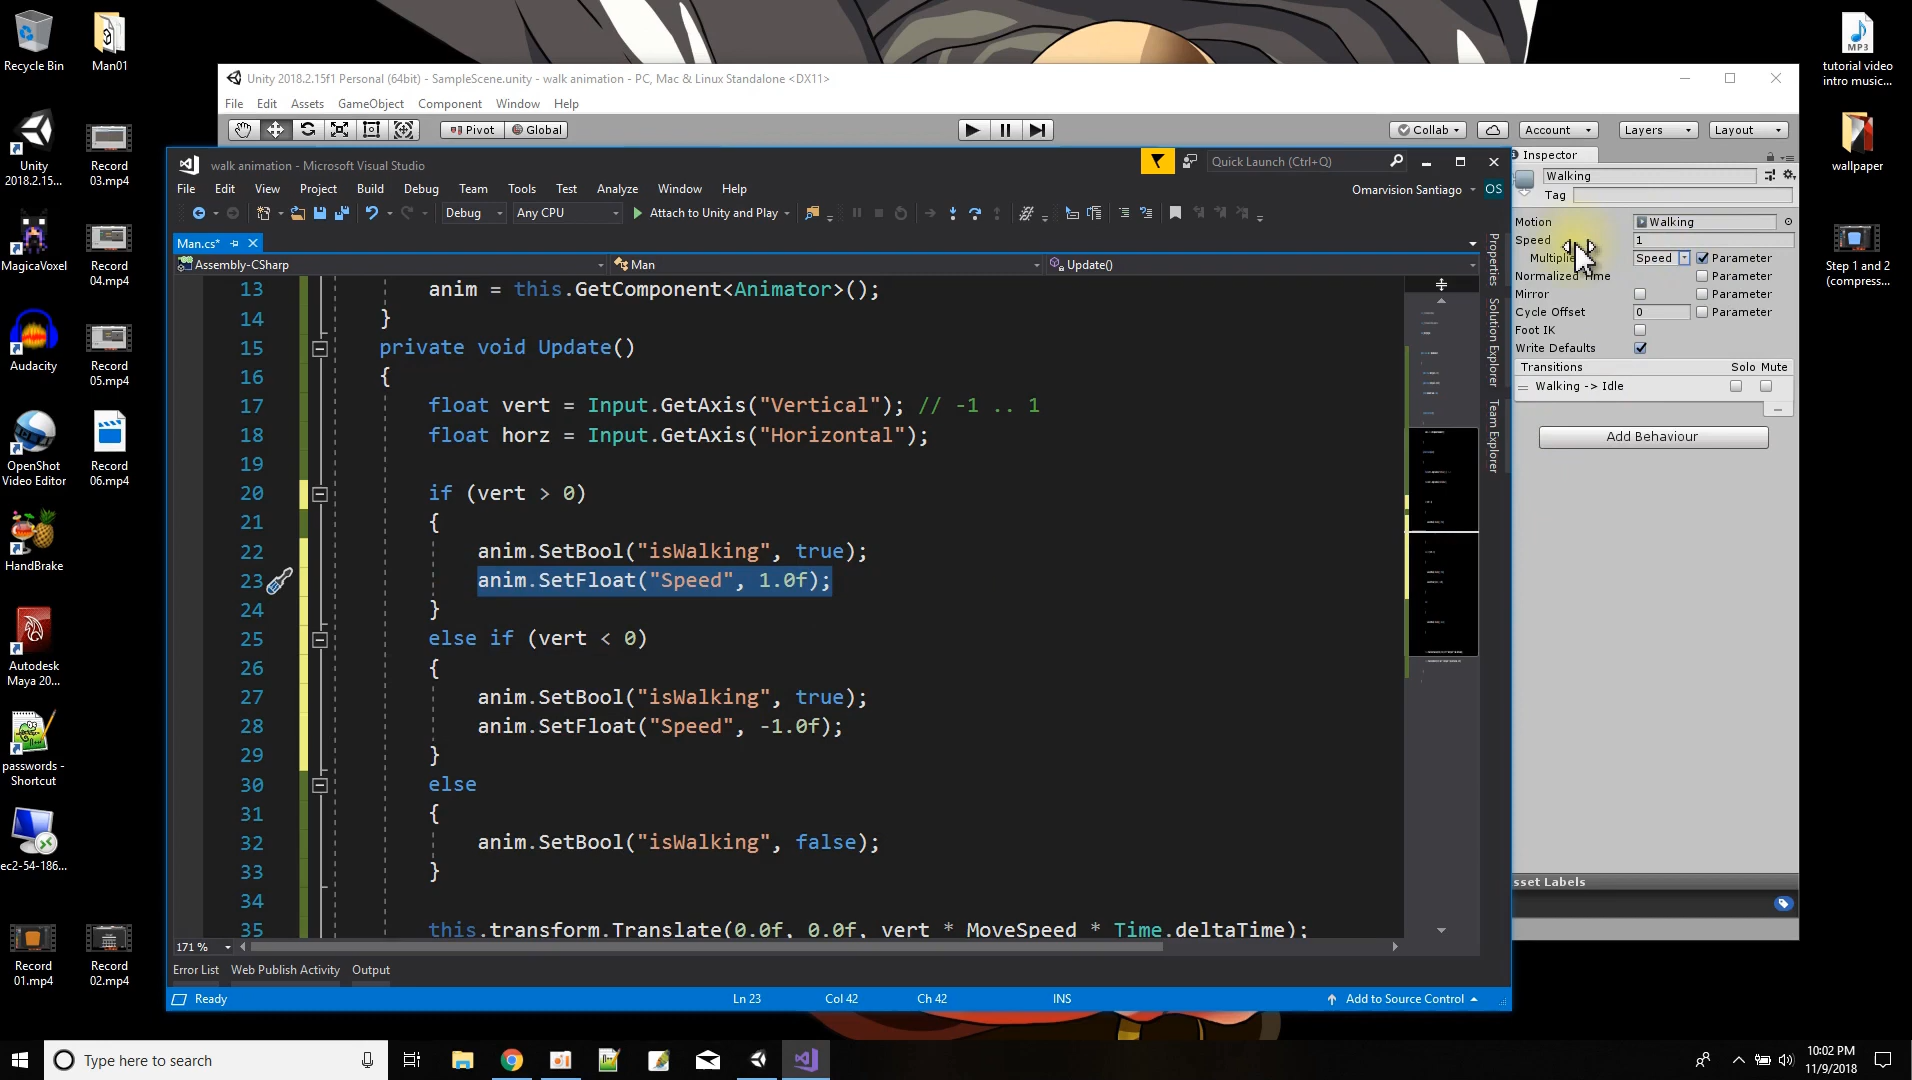 Recycle Bin
Man01
Unity 2018.2.15...
Record 03.mp4
MagicaVoxel
Record 04.mp4
Audacity
Record 05.mp4
OpenShot Video Editor
Record 06.mp4
HandBrake
Autodesk Maya 20...
passwords - Shortcut
ec2-54-186...
Record 01.mp4
Record 02.mp4
Unity 2018.2.15f1 Personal (64bit) - SampleScene.unity - walk animation - PC, Mac & Linux Standalone <DX11>
File Edit Assets GameObject Component Window Help
Pivot Global Collab Account Layers Layout
walk animation - Microsoft Visual Studio
Quick Launch (Ctrl+Q)
File Edit View Project Build Debug Team Tools Test Analyze Window Help
Omarvision Santiago OS
Debug Any CPU Attach to Unity and Play
Man.cs*
Assembly-CSharp Man Update()
13 anim = this.GetComponent<Animator>();
14 }
15 private void Update()
16 {
17 float vert = Input.GetAxis("Vertical"); // -1 .. 1
18 float horz = Input.GetAxis("Horizontal");
19
20 if (vert > 0)
21 {
22 anim.SetBool("isWalking", true);
23 anim.SetFloat("Speed", 1.0f);
24 }
25 else if (vert < 0)
26 {
27 anim.SetBool("isWalking", true);
28 anim.SetFloat("Speed", -1.0f);
29 }
30 else
31 {
32 anim.SetBool("isWalking", false);
33 }
34
35 this.transform.Translate(0.0f, 0.0f, vert * MoveSpeed * Time.deltaTime);
171 %
Error List Web Publish Activity Output
Ready Ln 23 Col 42 Ch 42 INS Add to Source Control
Properties
Solution Explorer
Team Explorer
Inspector
Walking
Tag
Motion Walking
Speed 1
Multiplie Speed Parameter
Normalized Time Parameter
Mirror Parameter
Cycle Offset 0 Parameter
Foot IK
Write Defaults
Transitions Solo Mute
Walking -> Idle
Add Behaviour
sset Labels
MP3
tutorial video intro music...
wallpaper
Step 1 and 2 (compress...
Type here to search
10:02 PM
11/9/2018